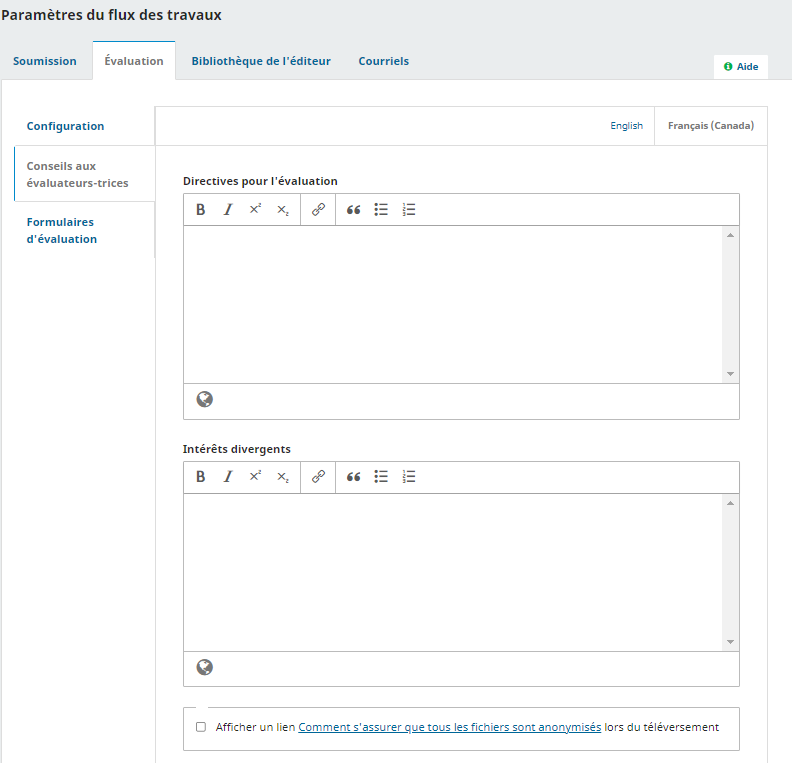 Paramètres du flux des travaux
Soumission Évaluation Bibliothèque de l'éditeur Courriels
Aide
Configuration
Conseils aux
évaluateurs-trices
Formulaires
d'évaluation
English Français (Canada)
Directives pour l'évaluation
Intérêts divergents
Afficher un lien Comment s'assurer que tous les fichiers sont anonymisés lors du téléversement